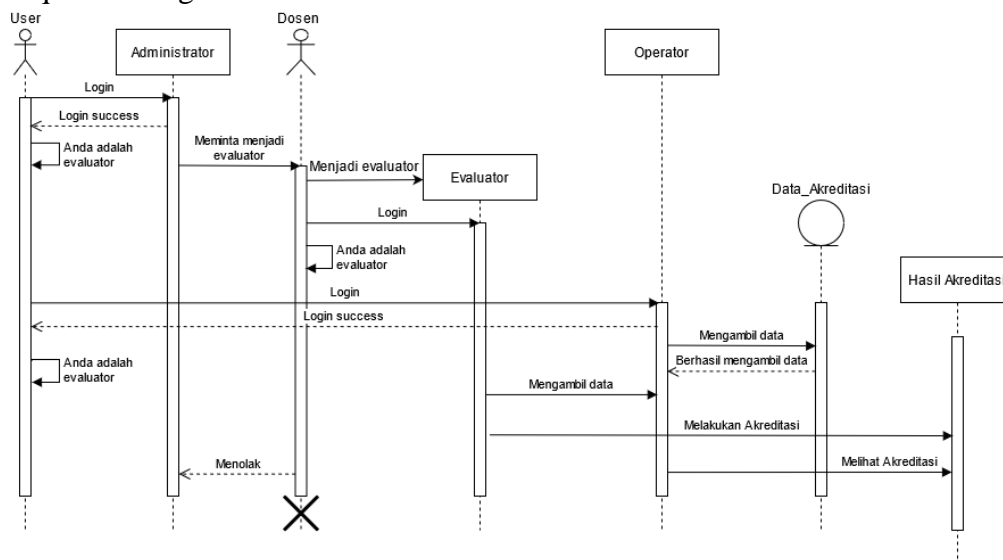 User
Dosen
Administrator
Operator
Login
Login success
Anda adalah
evaluator
Meminta menjadi
evaluator
Menjadi evaluator
Evaluator
Data_Akreditasi
Login
Anda adalah
evaluator
Hasil Akreditasi
Login
Login success
Mengambil data
Berhasil mengambil data
Anda adalah
evaluator
Mengambil data
Melakukan Akreditasi
Menolak
Melihat Akreditasi